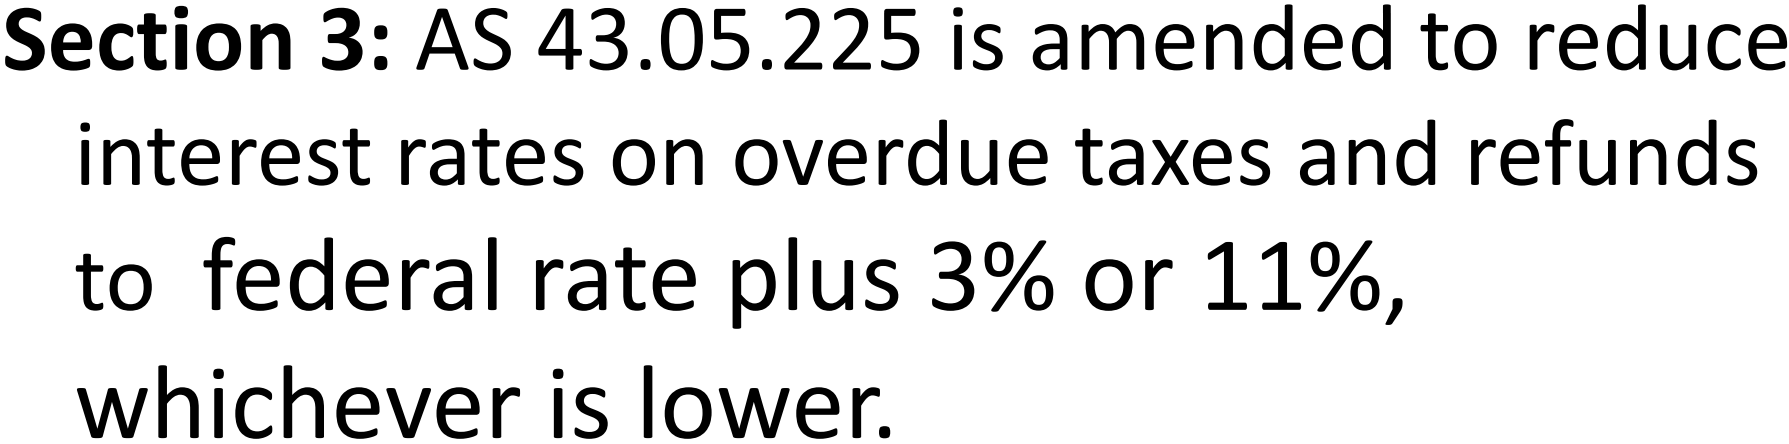 Section 3: AS 43.05.225 is amended to reduce
interest rates on overdue taxes and refunds
to  federal rate plus 3% or 11%,
whichever is lower.